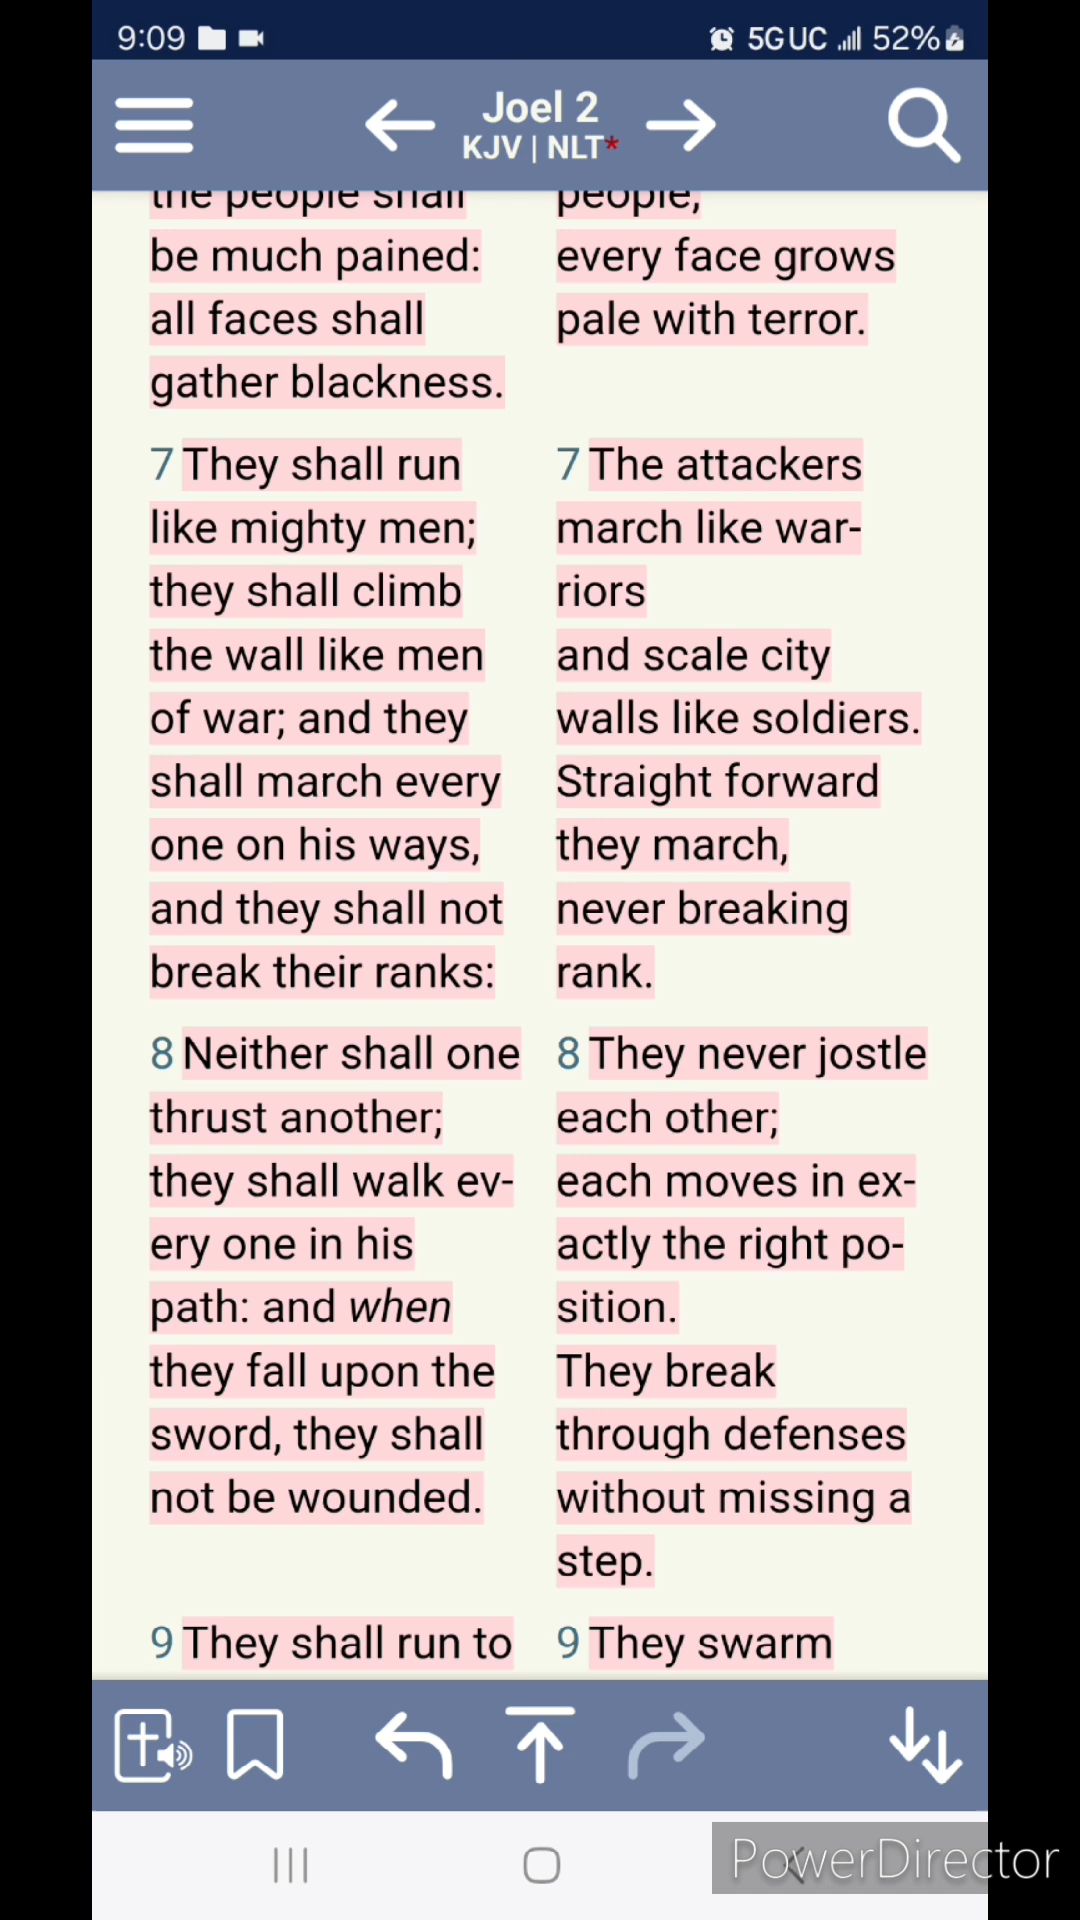 9:09
5G UC 52%
Joel 2
KJV | NLT*
the people shall
be much pained:
all faces shall
gather blackness.
7 They shall run
like mighty men;
they shall climb
the wall like men
of war; and they
shall march every
one on his ways,
and they shall not
break their ranks:
8 Neither shall one
thrust another;
they shall walk ev-
ery one in his
path: and when
they fall upon the
sword, they shall
not be wounded.
9 They shall run to
people,
every face grows
pale with terror.
7 The attackers
march like war-
riors
and scale city
walls like soldiers.
Straight forward
they march,
never breaking
rank.
8 They never jostle
each other;
each moves in ex-
actly the right po-
sition.
They break
through defenses
without missing a
step.
9 They swarm
PowerDirector